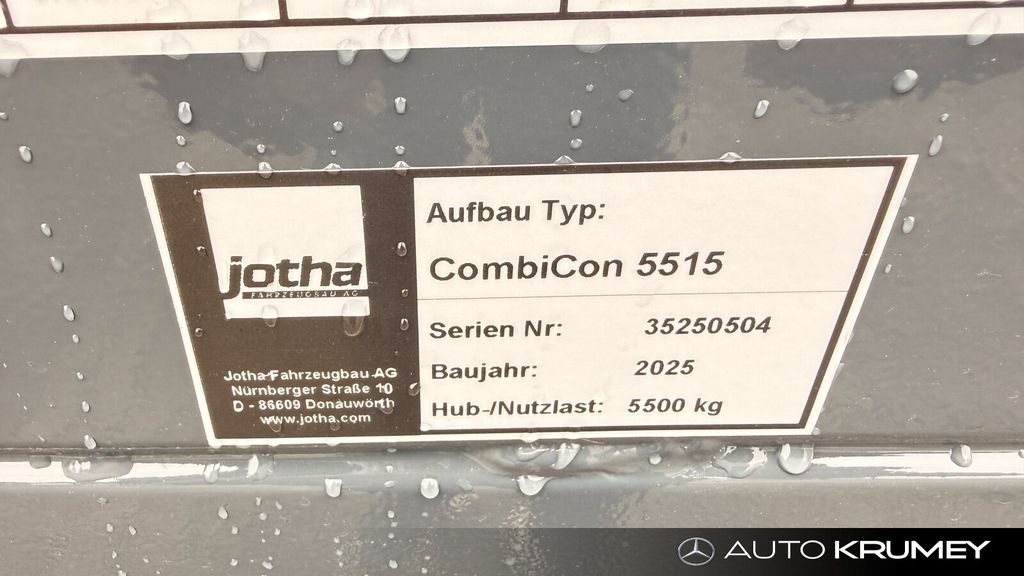 jotha
FAHRZEUGBAU AG
Jotha Fahrzeugbau AG
Nürnberger Straße 10
D - 86609 Donauwörth
www.jotha.com
Aufbau Typ:
CombiCon 5515
Serien Nr: 35250504
Baujahr: 2025
Hub-/Nutzlast: 5500 kg
AUTO KRUMEY